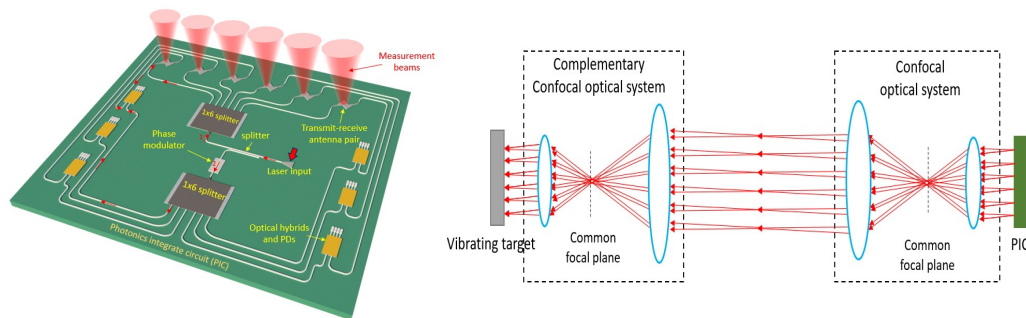 Measurement
beams
1x6 splitter
Transmit-receive
antenna pair
splitter
Phase
modulator
Laser input
1x6 splitter
Optical hybrids
and PDs
Photonics integrate circuit (PIC)
Complementary
Confocal optical system
Confocal
optical system
Vibrating target
Common
focal plane
Common
focal plane
PIC